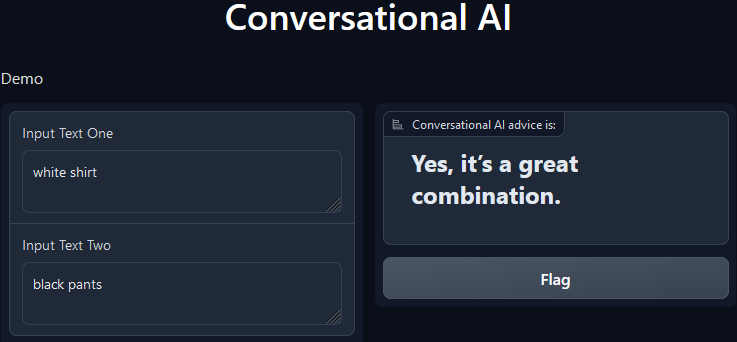 Conversational AI
Demo
Input Text One
white shirt
Input Text Two
black pants
Conversational AI advice is:
Yes, it’s a great
combination.
Flag